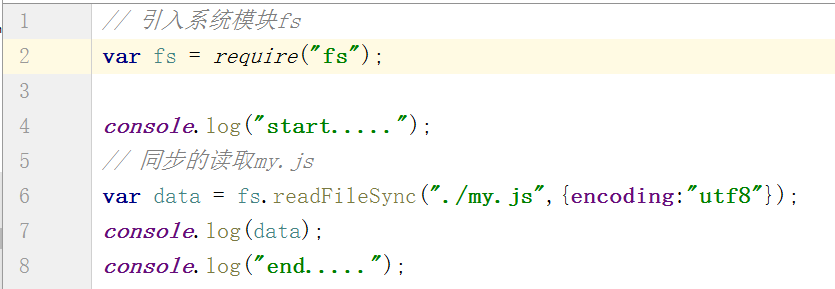 1 // 引入系统模块fs
2 var fs = require("fs");
3
4 console.log("start.....");
5 // 同步的读取my.js
6 var data = fs.readFileSync("./my.js",{encoding:"utf8"});
7 console.log(data);
8 console.log("end.....");